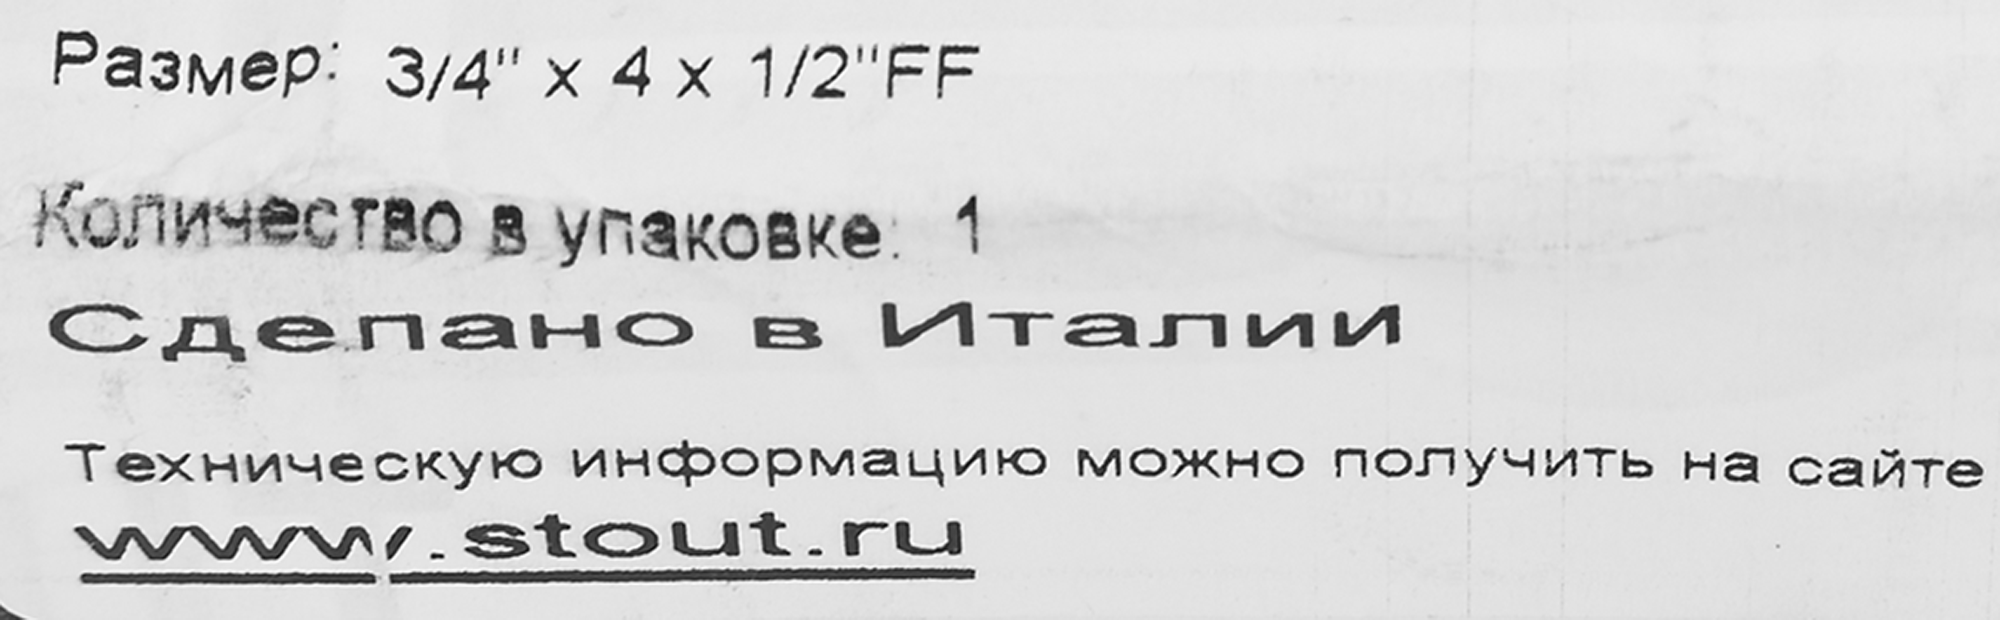 Размер: 3/4" x 4 x 1/2"FF
Количество в упаковке: 1
Сделано в Италии
Техническую информацию можно получить на сайте
www.stout.ru